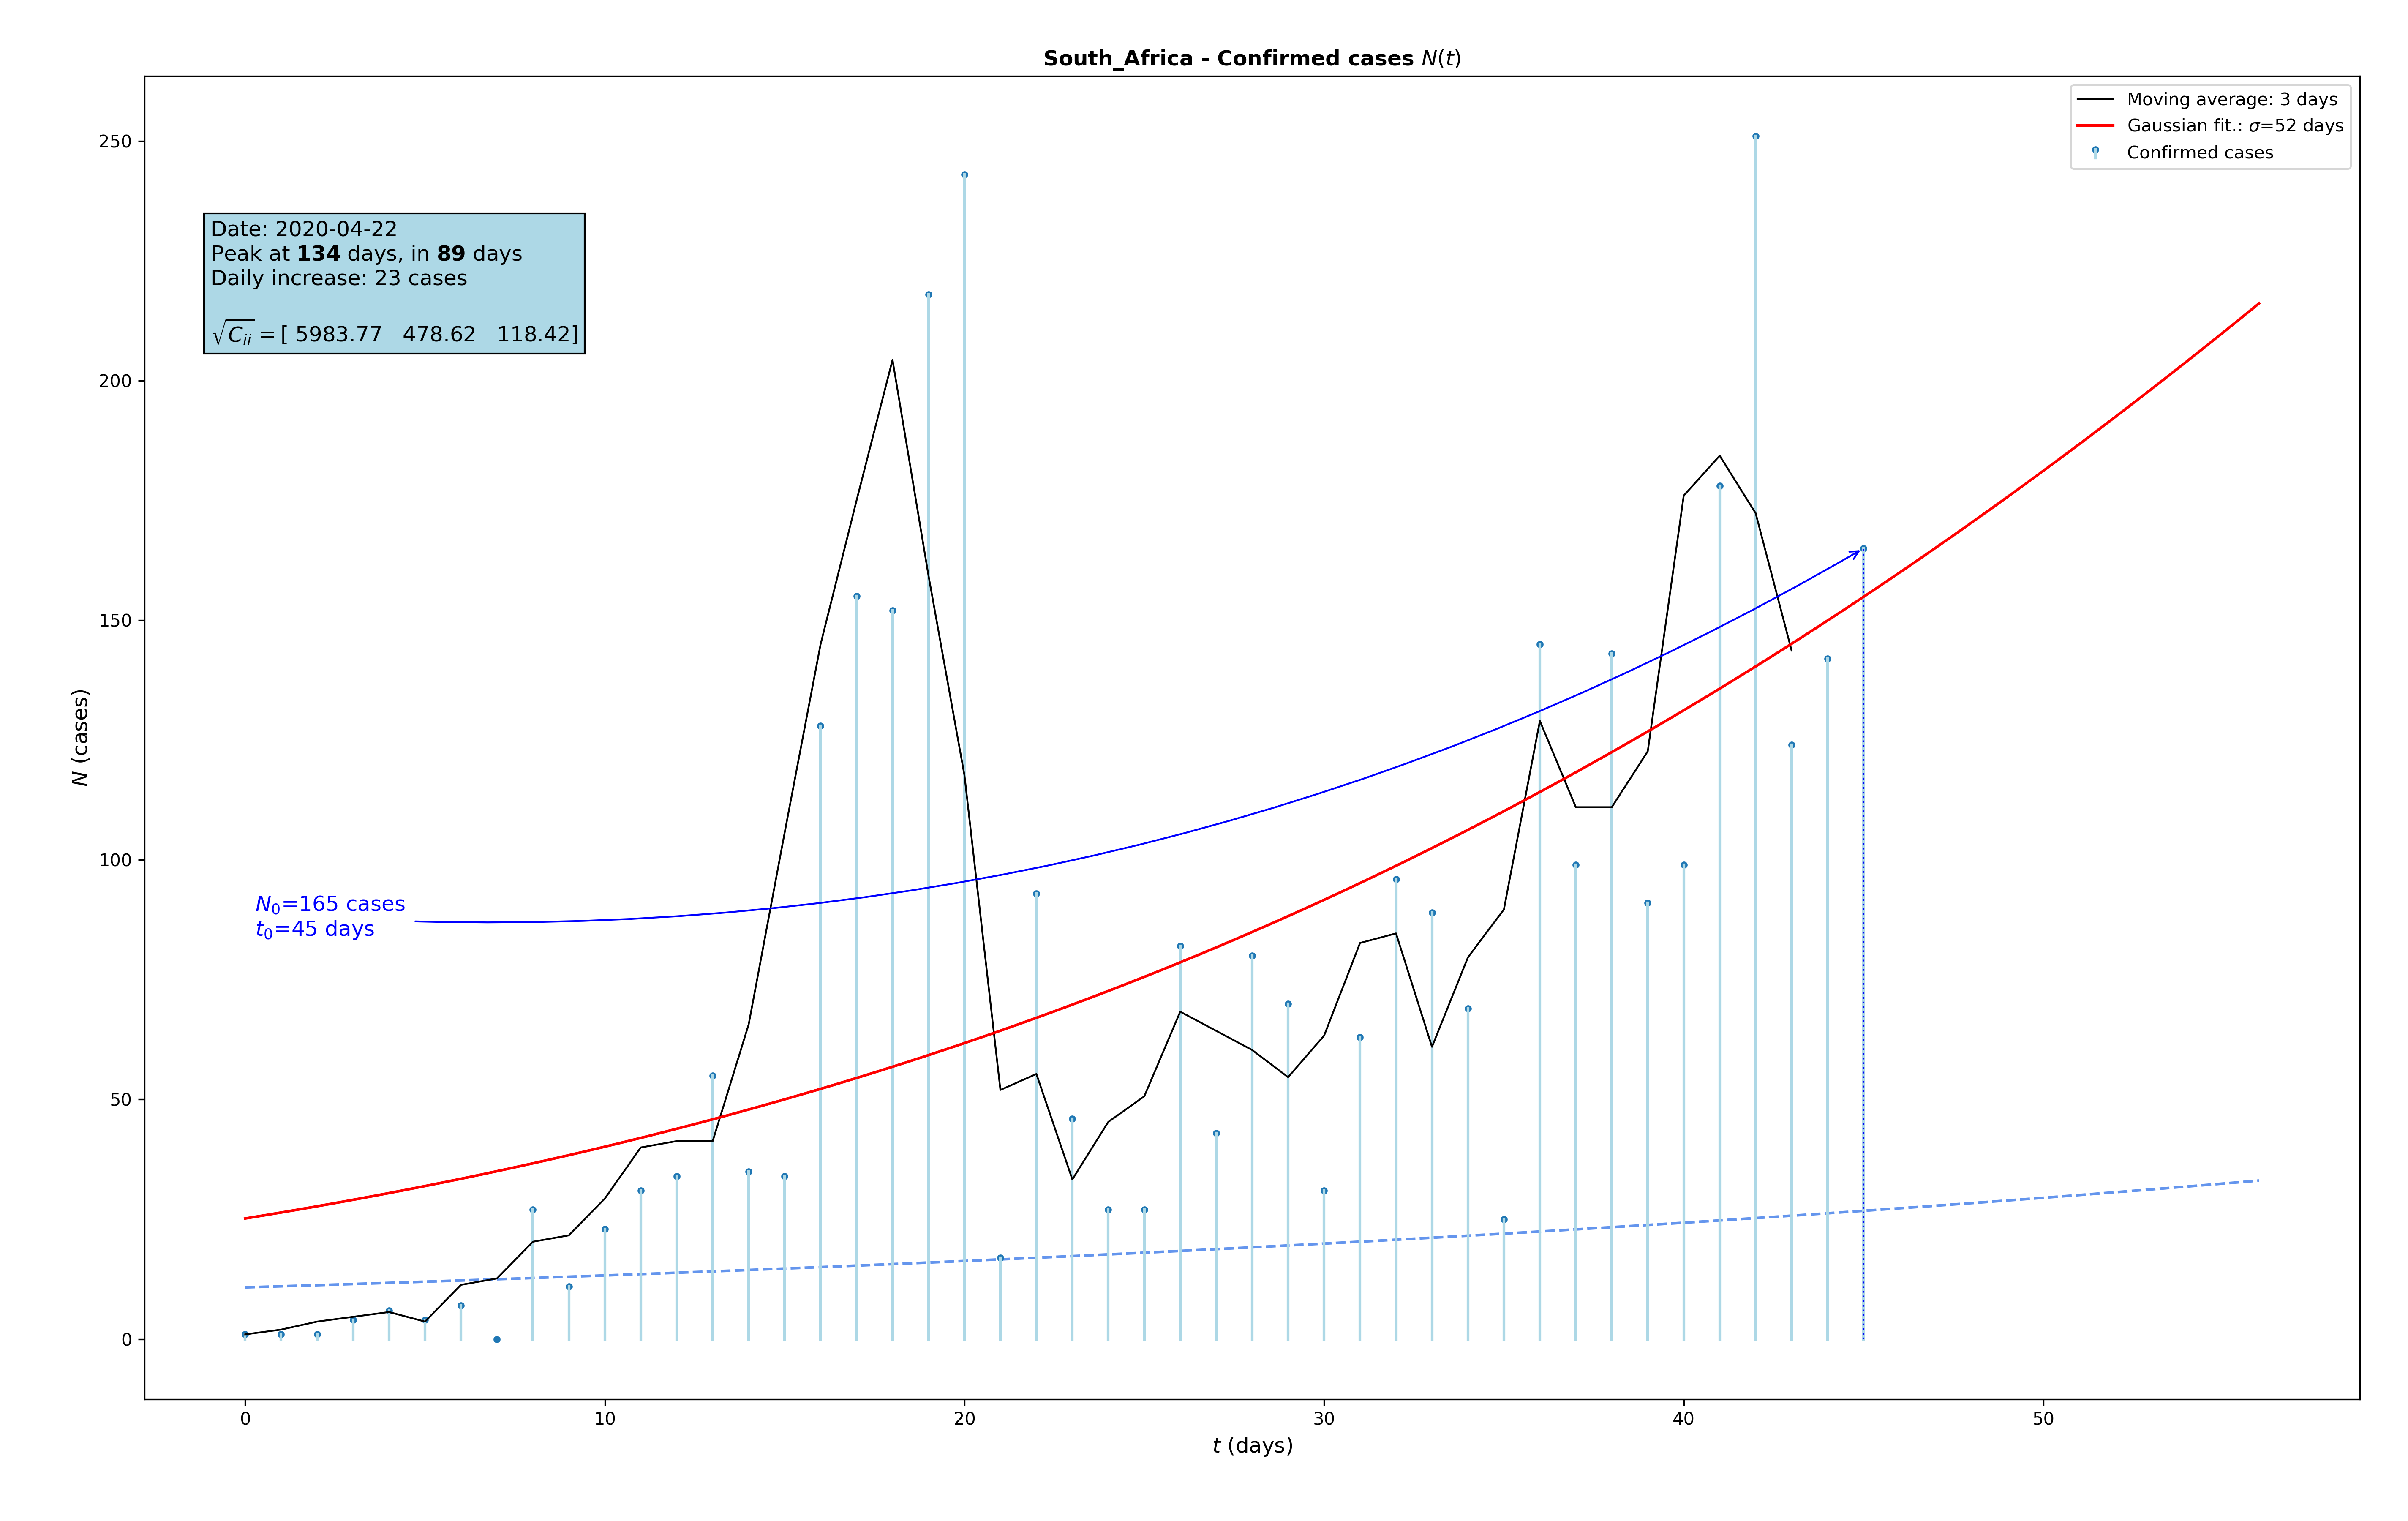 South_Africa - Confirmed cases N(t)
Moving average: 3 days
Gaussian fit.: σ=52 days
Confirmed cases
Date: 2020-04-22
Peak at 134 days, in 89 days
Daily increase: 23 cases
√C_ii = [ 5983.77 478.62 118.42]
N_0=165 cases
t_0=45 days
N (cases)
250
200
150
100
50
0
0 10 20 30 40 50
t (days)